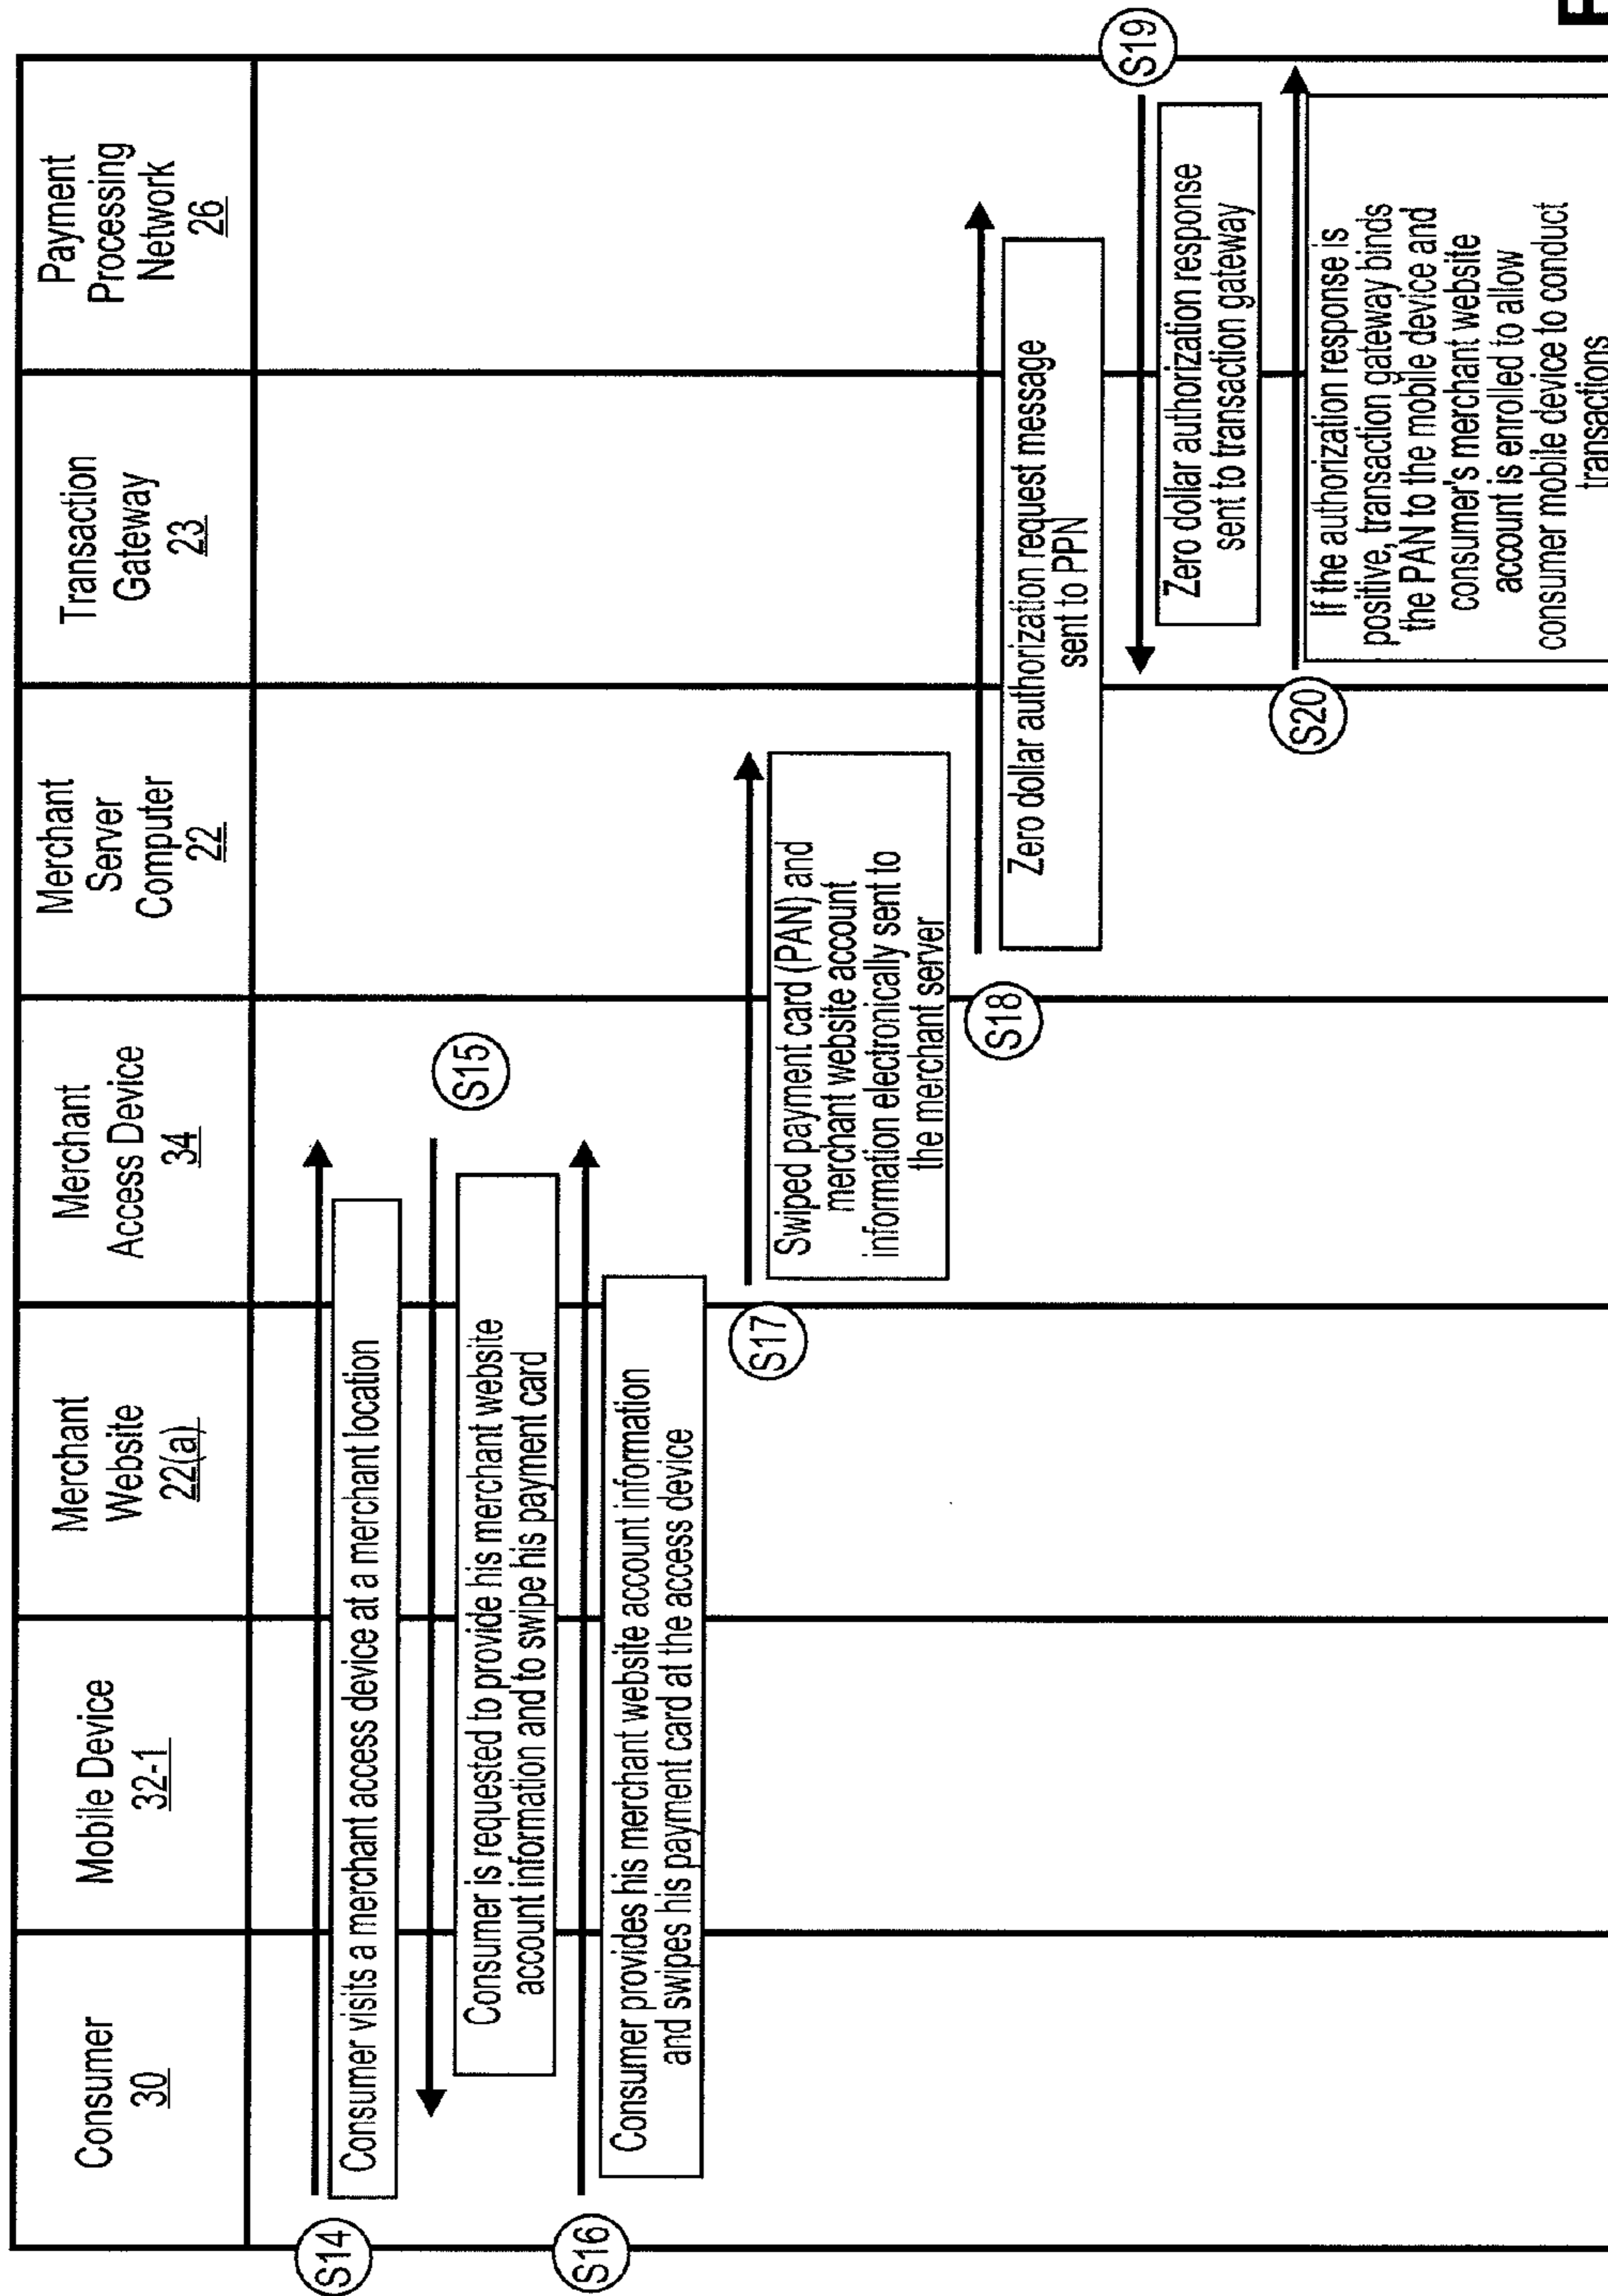 Consumer
30
Mobile Device
32-1
Merchant
Website
22(a)
Merchant
Access Device
34
Merchant
Server
Computer
22
Transaction
Gateway
23
Payment
Processing
Network
26
S14
Consumer visits a merchant access device at a merchant location
S15
Consumer is requested to provide his merchant website
account information and to swipe his payment card
S16
Consumer provides his merchant website account information
and swipes his payment card at the access device
S17
Swiped payment card (PAN) and
merchant website account
information electronically sent to
the merchant server
S18
Zero dollar authorization request message
sent to PPN
S19
Zero dollar authorization response
sent to transaction gateway
S20
If the authorization response is
positive, transaction gateway binds
the PAN to the mobile device and
consumer's merchant website
account is enrolled to allow
consumer mobile device to conduct
transactions